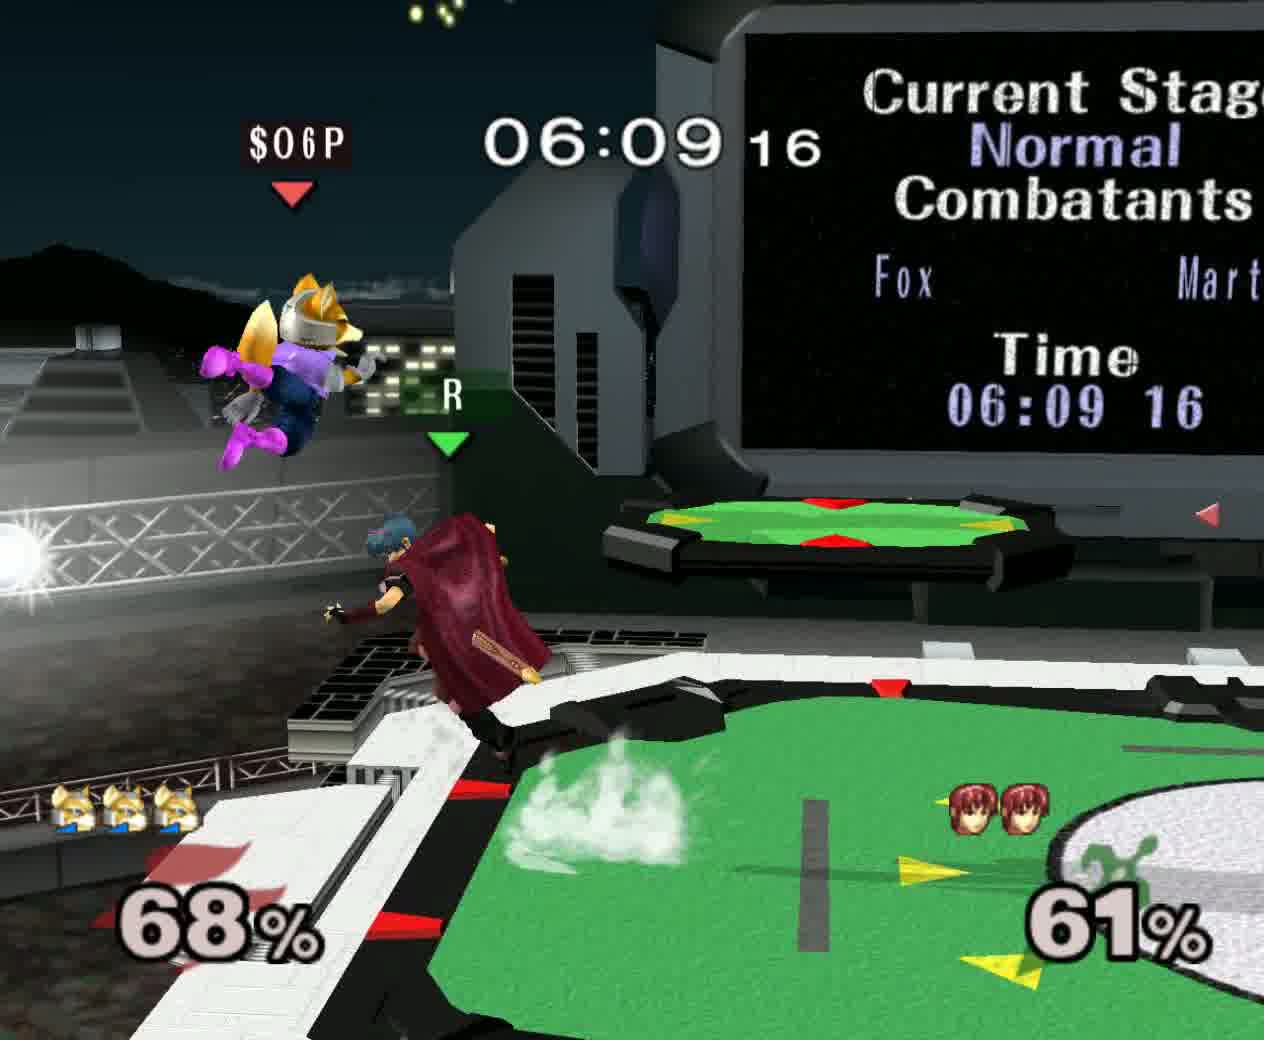 Current Stag
Normal
Combatants
Fox Mart
Time
06:09 16
$06P
06:09 16
R
68%
61%